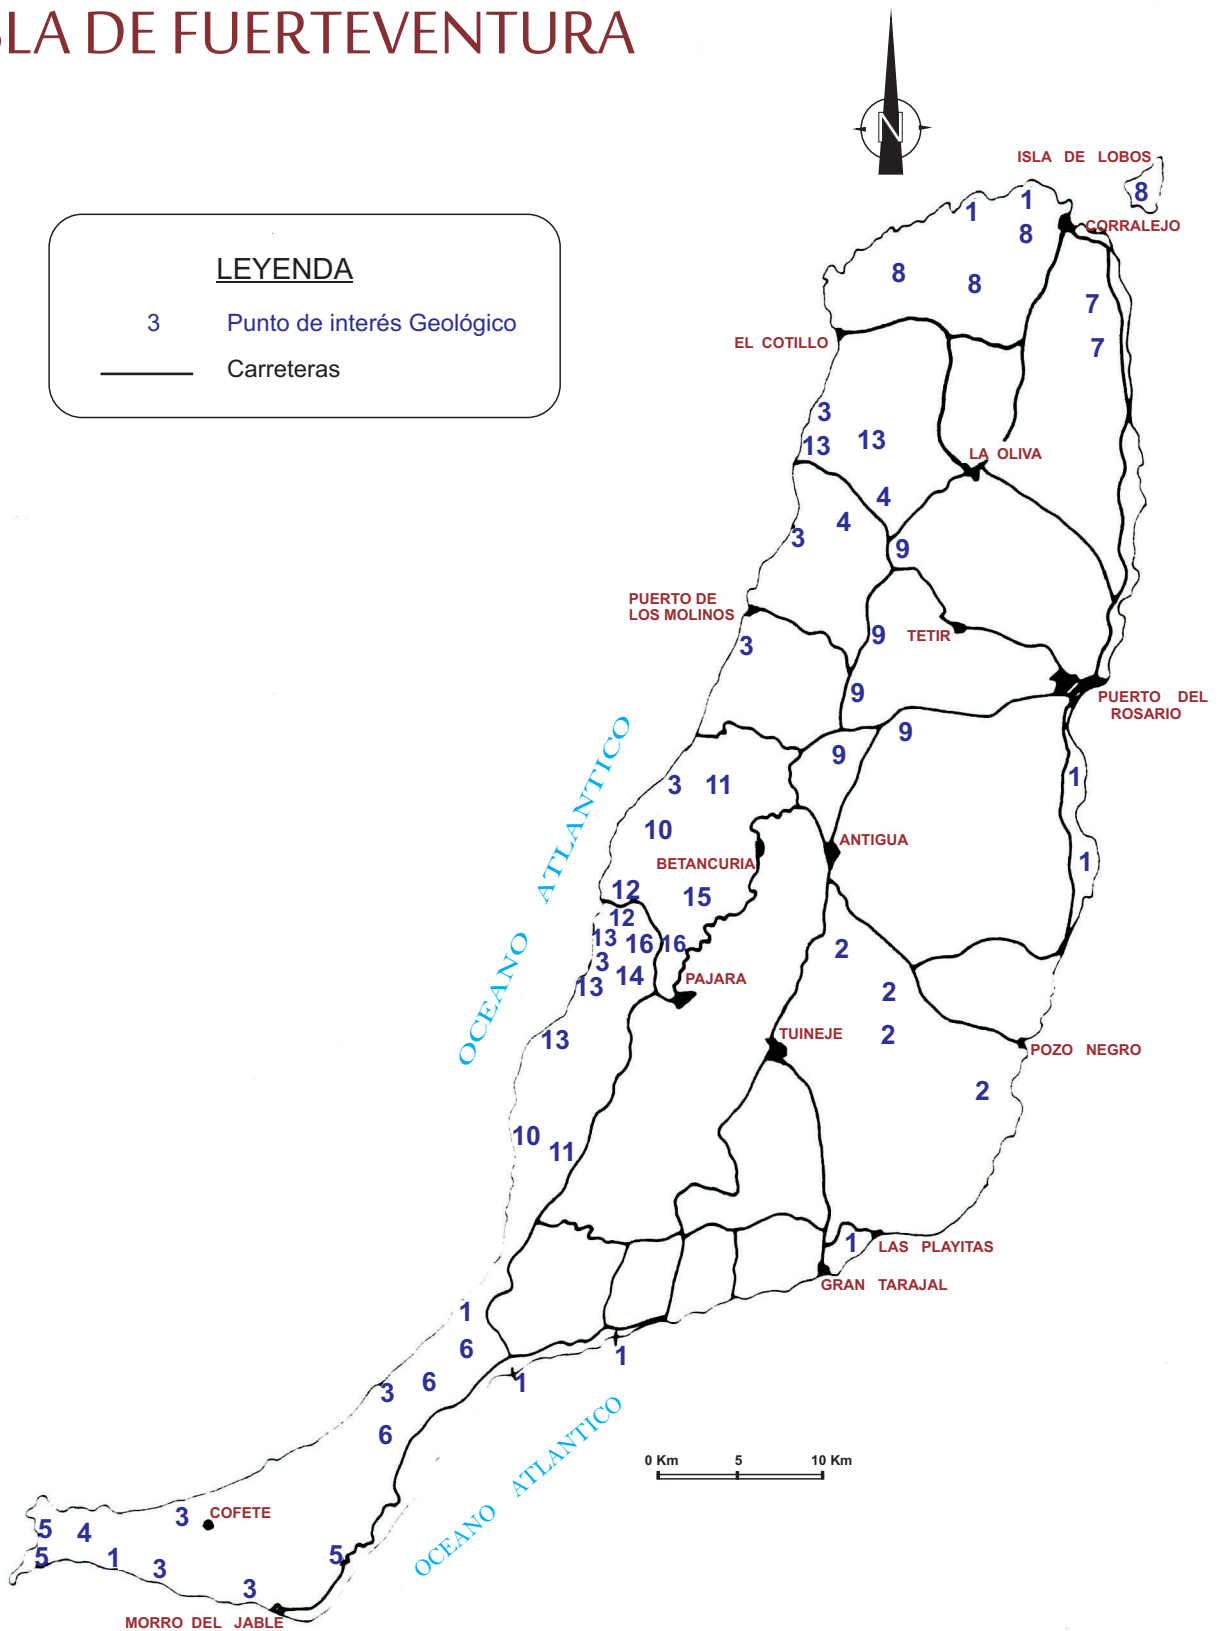 SLA DE FUERTEVENTURA
N
ISLA DE LOBOS
8
1
1
CORRALEJO
8
LEYENDA
8
8
7
3 Punto de interés Geológico
EL COTILLO
7
Carreteras
3
13
13
LA OLIVA
4
4
3
9
PUERTO DE
LOS MOLINOS
9
TETIR
3
9
PUERTO DEL
ROSARIO
9
9
OCEANO ATLANTICO
3
11
1
10
ANTIGUA
BETANCURIA
1
12
15
12
13
16
16
2
3
14
13
PAJARA
2
13
TUINEJE
2
POZO NEGRO
2
10
11
1
LAS PLAYITAS
GRAN TARAJAL
1
6
1
3
6
1
6
OCEANO ATLANTICO
0 Km 5 10 Km
3
COFETE
5
4
5
1
3
5
3
MORRO DEL JABLE